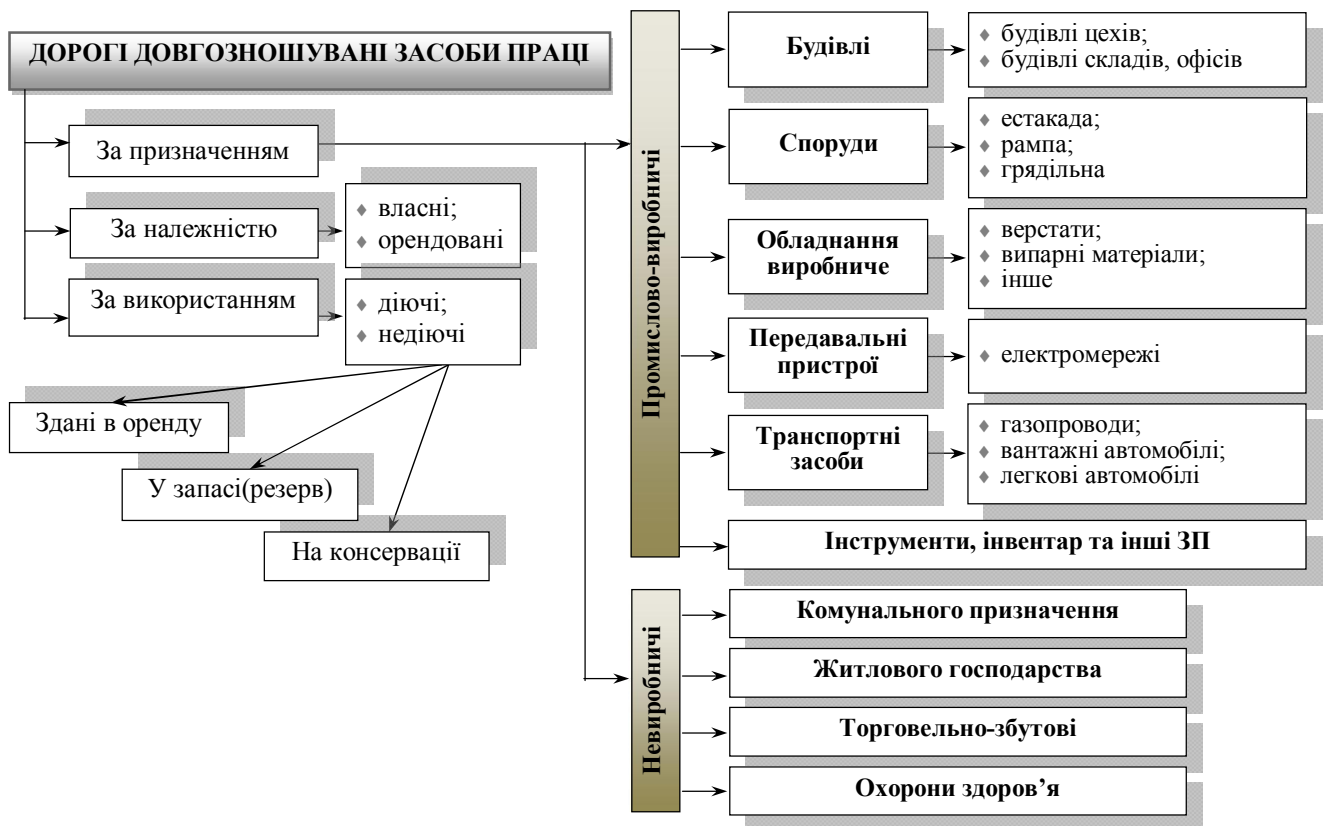 ДОРОГІ ДОВГОЗНОШУВАНІ ЗАСОБИ ПРАЦІ
За призначенням
За належністю
власні;
орендовані
За використанням
діючі;
недіючі
Здані в оренду
У запасі(резерв)
На консервації
Промислово-виробничі
Будівлі
будівлі цехів;
будівлі складів, офісів
Споруди
естакада;
рампа;
грядільна
Обладнання
виробниче
верстати;
випарні матеріали;
інше
Передавальні
пристрої
електромережі
Транспортні
засоби
газопроводи;
вантажні автомобілі;
легкові автомобілі
Інструменти, інвентар та інші ЗП
Невиробничі
Комунального призначення
Житлового господарства
Торговельно-збутові
Охорони здоров’я